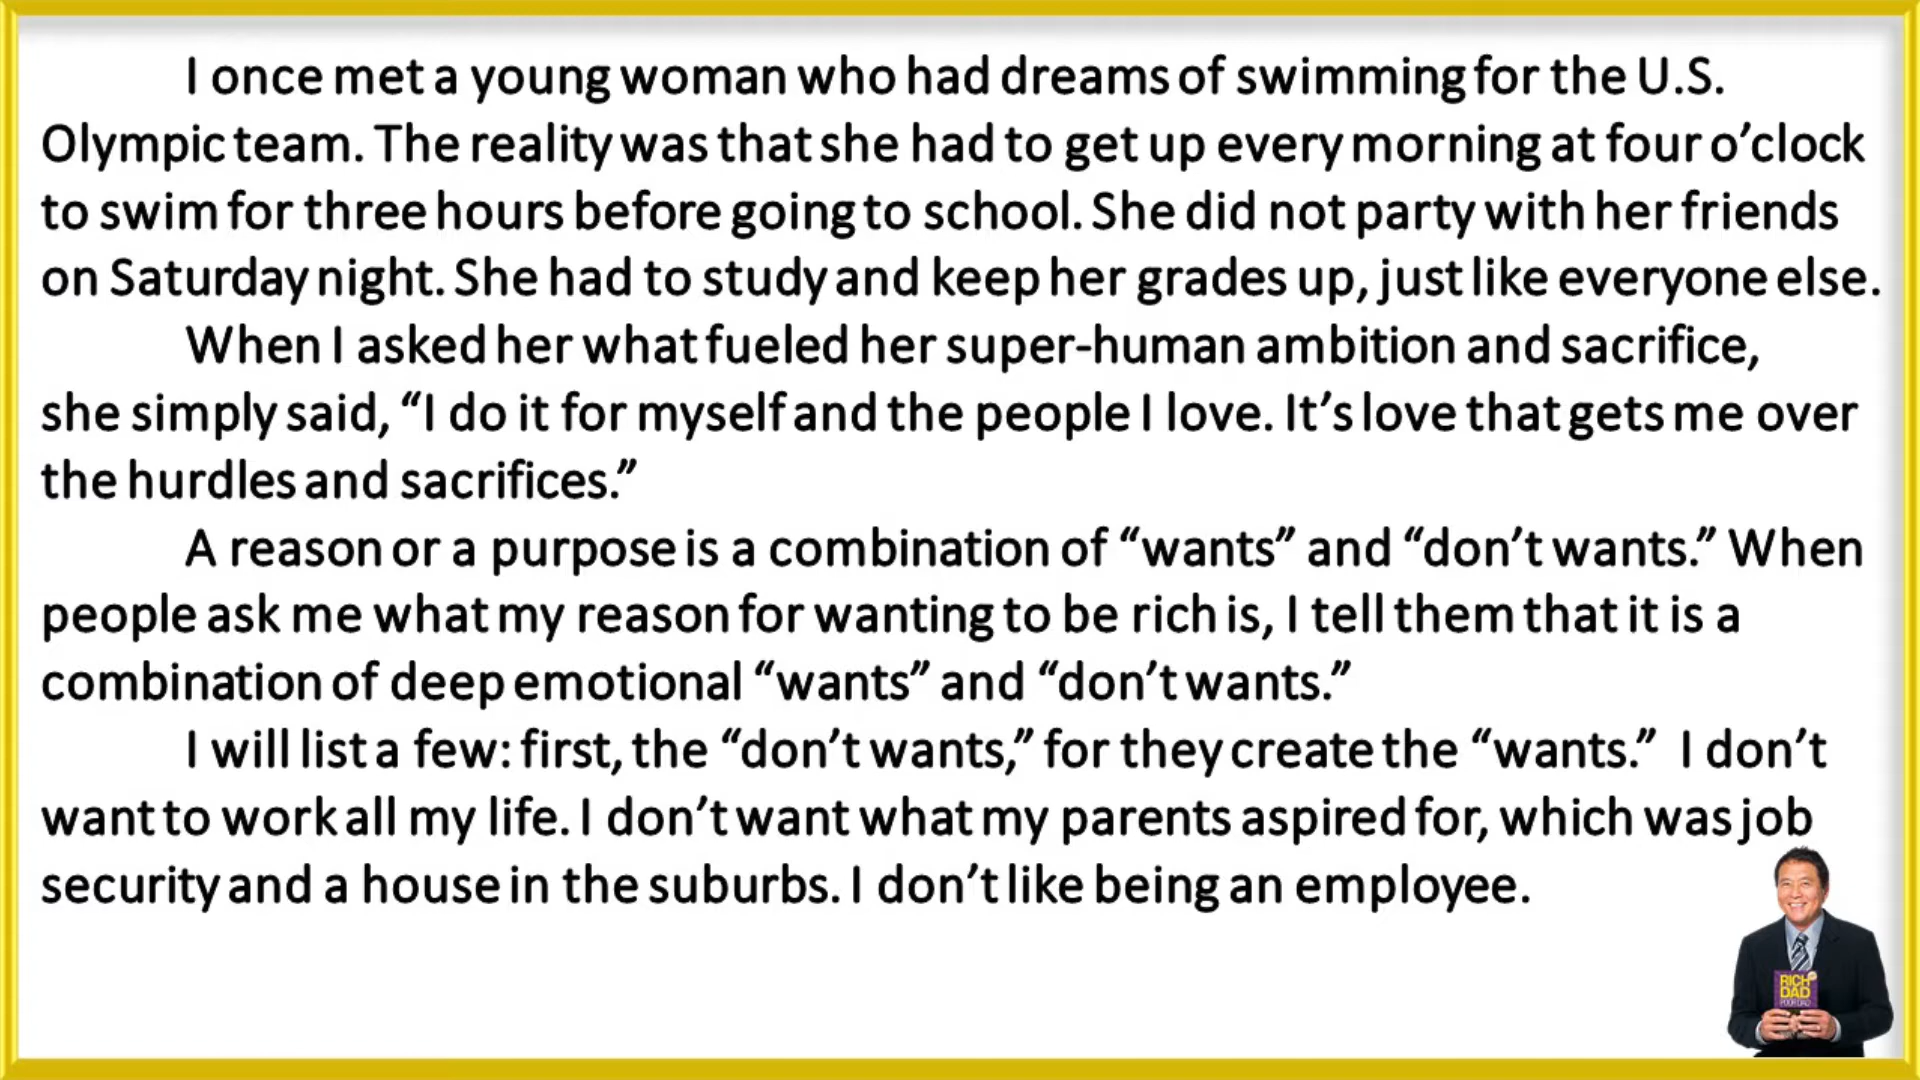 I once met a young woman who had dreams of swimming for the U.S.
Olympic team. The reality was that she had to get up every morning at four o’clock
to swim for three hours before going to school. She did not party with her friends
on Saturday night. She had to study and keep her grades up, just like everyone else.
When I asked her what fueled her super-human ambition and sacrifice,
she simply said, “I do it for myself and the people I love. It’s love that gets me over
the hurdles and sacrifices.”
A reason or a purpose is a combination of “wants” and “don’t wants.” When
people ask me what my reason for wanting to be rich is, I tell them that it is a
combination of deep emotional “wants” and “don’t wants.”
I will list a few: first, the “don’t wants,” for they create the “wants.” I don’t
want to work all my life. I don’t want what my parents aspired for, which was job
security and a house in the suburbs. I don’t like being an employee.
RICH
DAD
POOR DAD